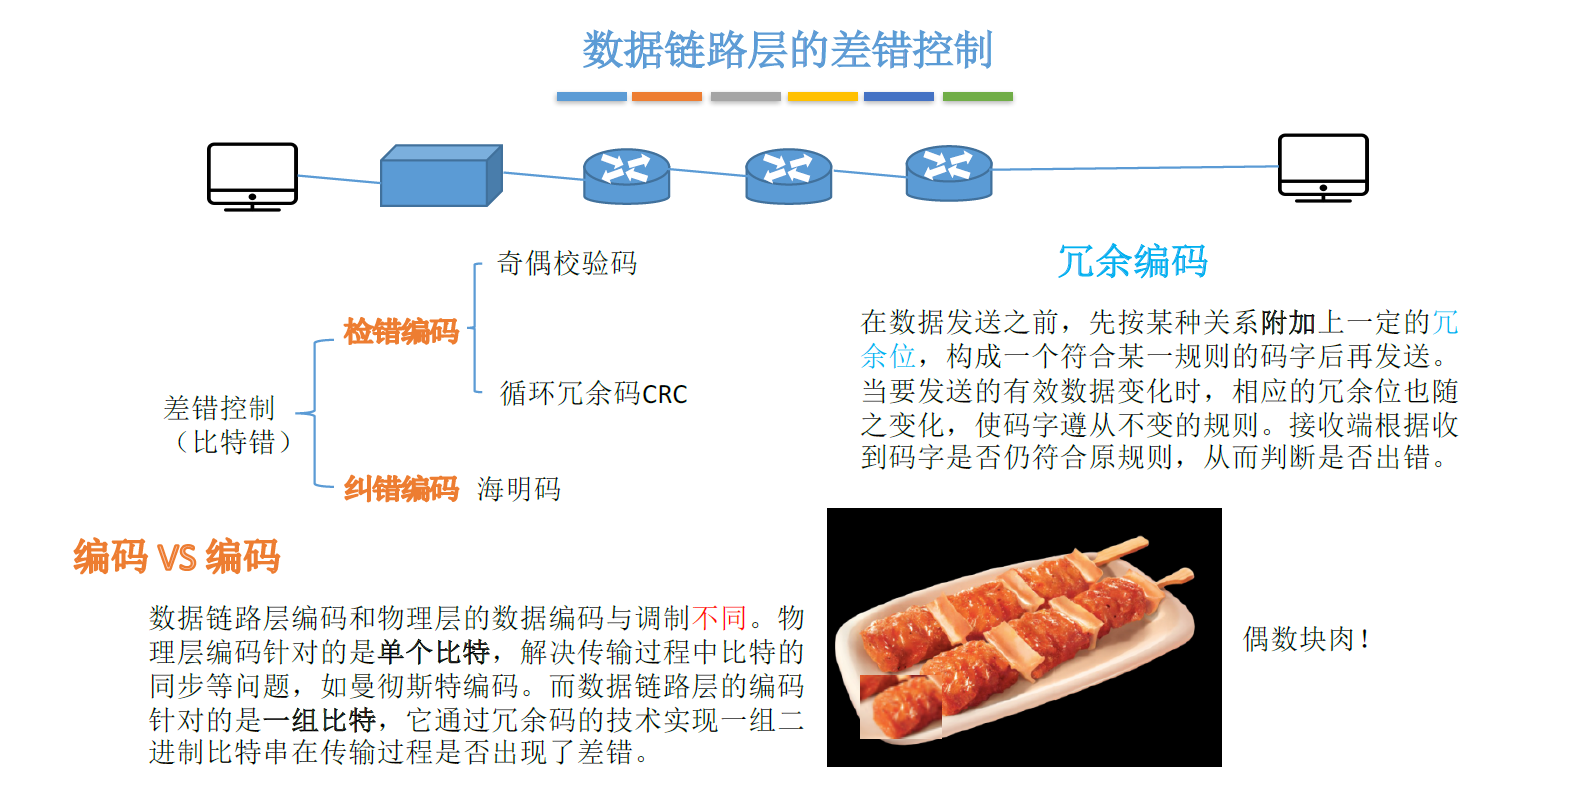 数据链路层的差错控制
奇偶校验码
检错编码
循环冗余码CRC
差错控制
（比特错）
纠错编码 海明码
冗余编码
在数据发送之前，先按某种关系附加上一定的冗
余位，构成一个符合某一规则的码字后再发送。
当要发送的有效数据变化时，相应的冗余位也随
之变化，使码字遵从不变的规则。接收端根据收
到码字是否仍符合原规则，从而判断是否出错。
编码 VS 编码
数据链路层编码和物理层的数据编码与调制不同。物
理层编码针对的是单个比特，解决传输过程中比特的
同步等问题，如曼彻斯特编码。而数据链路层的编码
针对的是一组比特，它通过冗余码的技术实现一组二
进制比特串在传输过程是否出现了差错。
偶数块肉！